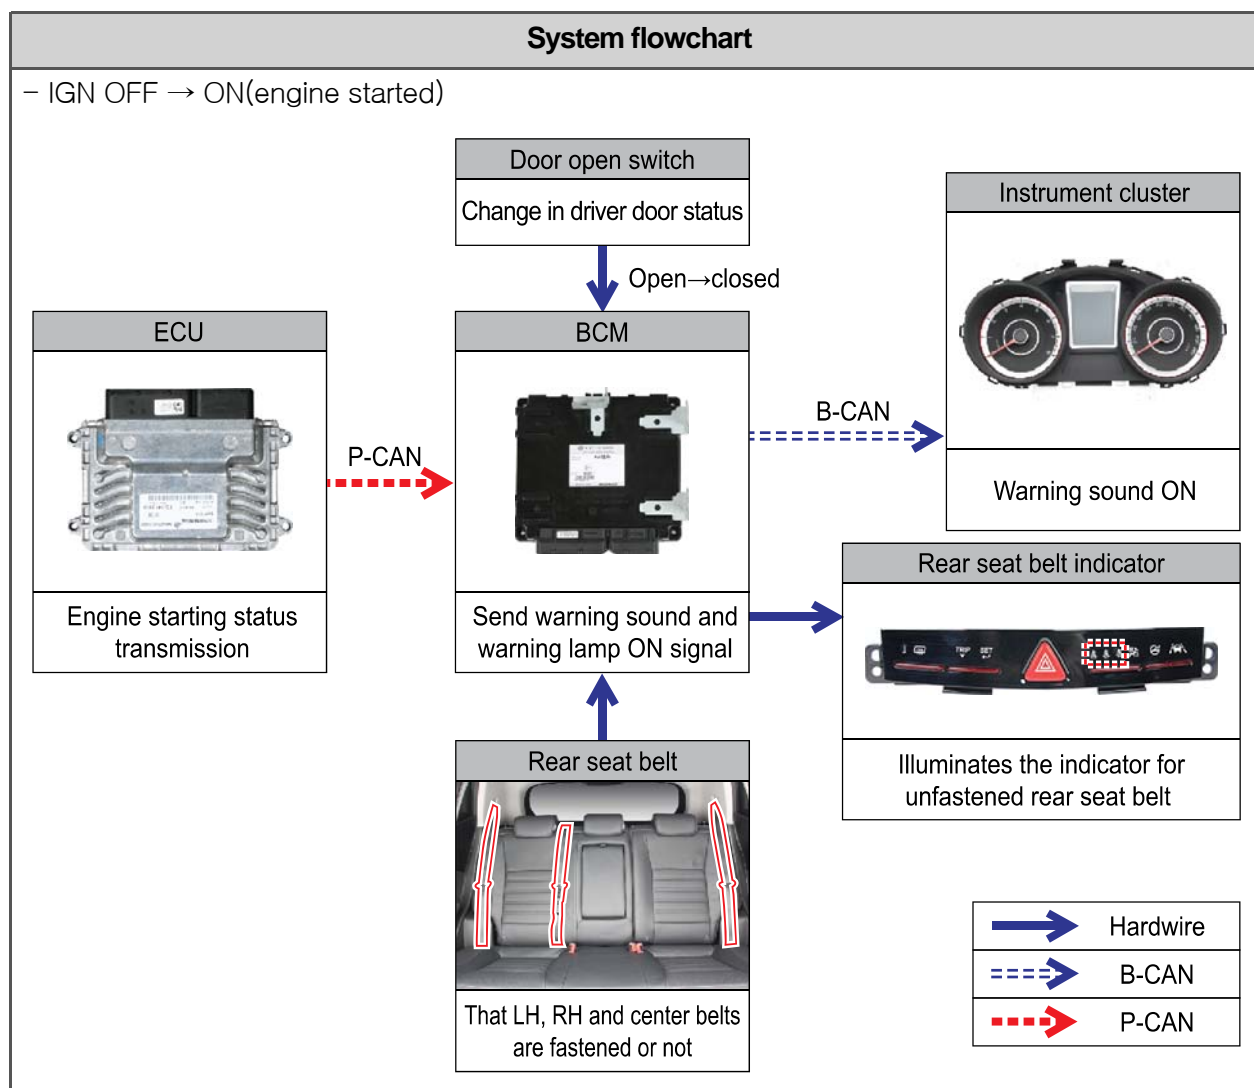 System flowchart
– IGN OFF → ON(engine started)
Door open switch
Change in driver door status
Open→closed
Instrument cluster
Warning sound ON
ECU
Engine starting status
transmission
P-CAN
BCM
Send warning sound and
warning lamp ON signal
B-CAN
Rear seat belt indicator
TRIP
SET
Illuminates the indicator for
unfastened rear seat belt
Rear seat belt
That LH, RH and center belts
are fastened or not
Hardwire
B-CAN
P-CAN